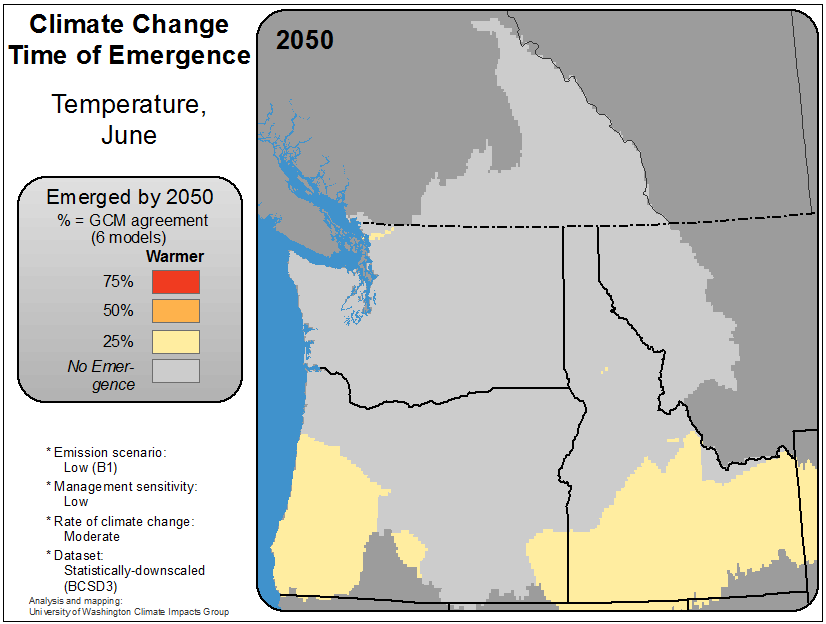 Climate Change
Time of Emergence
Temperature,
June
2050
Emerged by 2050
% = GCM agreement
(6 models)
Warmer
75%
50%
25%
No Emer-
gence
* Emission scenario:
Low (B1)
* Management sensitivity:
Low
* Rate of climate change:
Moderate
* Dataset:
Statistically-downscaled
(BCSD3)
Analysis and mapping:
University of Washington Climate Impacts Group